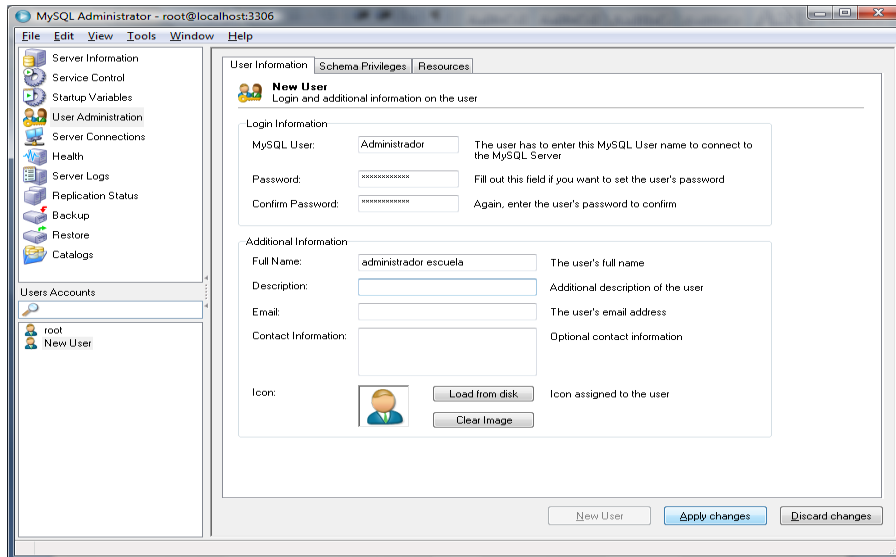 MySQL Administrator - root@localhost:3306
File Edit View Tools Window Help
Server Information
Service Control
Startup Variables
User Administration
Server Connections
Health
Server Logs
Replication Status
Backup
Restore
Catalogs
Users Accounts
root
New User
User Information Schema Privileges Resources
New User
Login and additional information on the user
Login Information
MySQL User: Administrador The user has to enter this MySQL User name to connect to
the MySQL Server
Password: ************ Fill out this field if you want to set the user's password
Confirm Password: ************ Again, enter the user's password to confirm
Additional Information
Full Name: administrador escuela The user's full name
Description: Additional description of the user
Email: The user's email address
Contact Information: Optional contact information
Icon: Load from disk Icon assigned to the user
Clear Image
New User Apply changes Discard changes